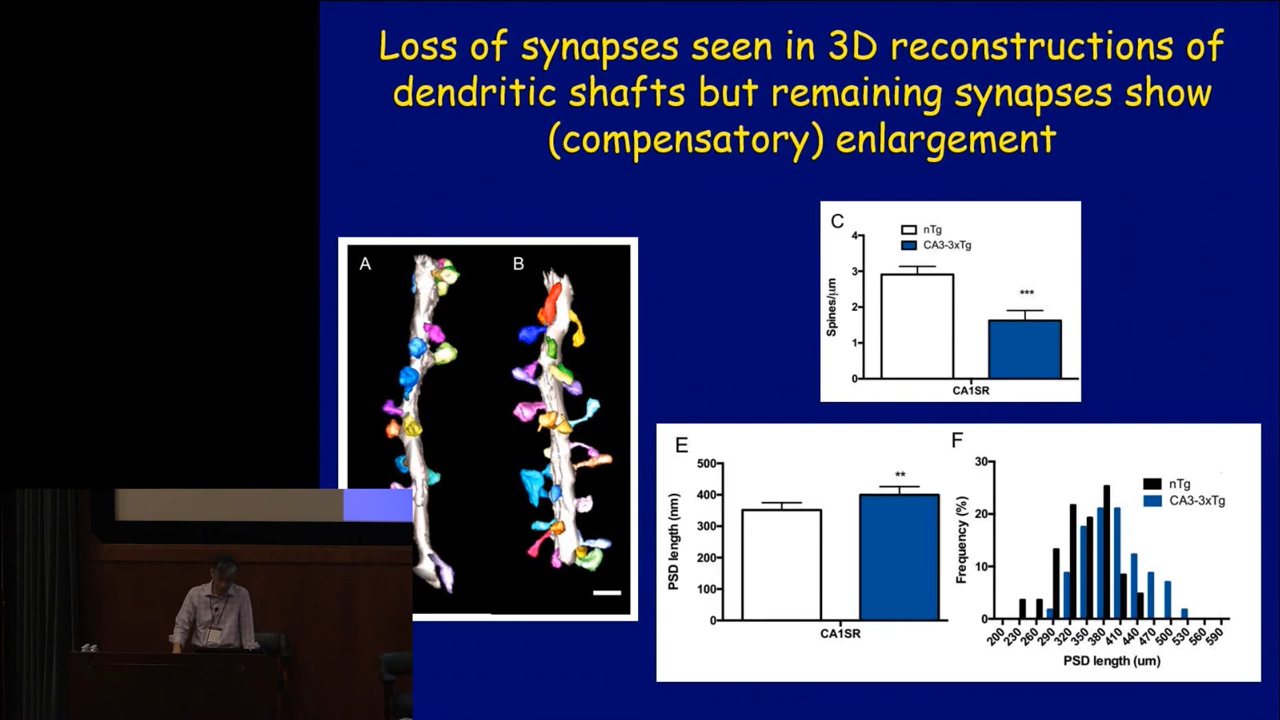 Loss of synapses seen in 3D reconstructions of
dendritic shafts but remaining synapses show
(compensatory) enlargement
A
B
C
nTg
CA3-3xTg
4
3
2
1
0
Spines/μm
***
CA1SR
E
500
400
300
200
100
0
PSD length (nm)
**
CA1SR
F
30
20
10
0
Frequency (%)
nTg
CA3-3xTg
200 230 260 290 320 350 380 410 440 470 500 530 560 590
PSD length (um)